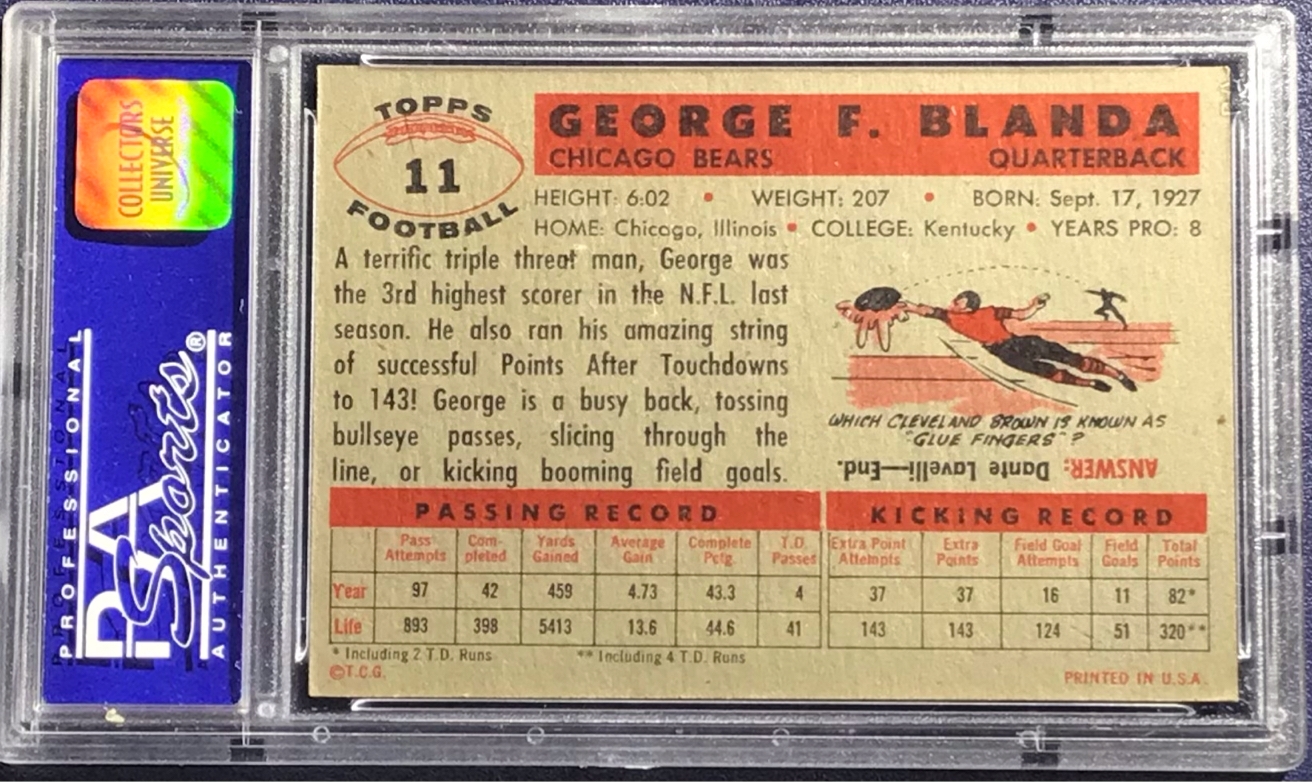 COLLECTORS
UNIVERSE
PROFESSIONAL
PSA
Sports®
AUTHENTICATOR
TOPPS
11
FOOTBALL
GEORGE F. BLANDA
CHICAGO BEARS QUARTERBACK
HEIGHT: 6:02 • WEIGHT: 207 • BORN: Sept. 17, 1927
HOME: Chicago, Illinois • COLLEGE: Kentucky • YEARS PRO: 8
A terrific triple threat man, George was
the 3rd highest scorer in the N.F.L. last
season. He also ran his amazing string
of successful Points After Touchdowns
to 143! George is a busy back, tossing
bullseye passes, slicing through the
line, or kicking booming field goals.
WHICH CLEVELAND BROWN IS KNOWN AS
"GLUE FINGERS"?
ANSWER: Dante Lavelli—End.
PASSING RECORD
Pass Attempts Com-pleted Yards Gained Average Gain Complete Pctg. T.D. Passes
Year 97 42 459 4.73 43.3 4
Life 893 398 5413 13.6 44.6 41
KICKING RECORD
Extra Point Attempts Extra Points Field Goal Attempts Field Goals Total Points
37 37 16 11 82*
143 143 124 51 320**
* Including 2 T.D. Runs ** Including 4 T.D. Runs
©T.C.G. PRINTED IN U.S.A.